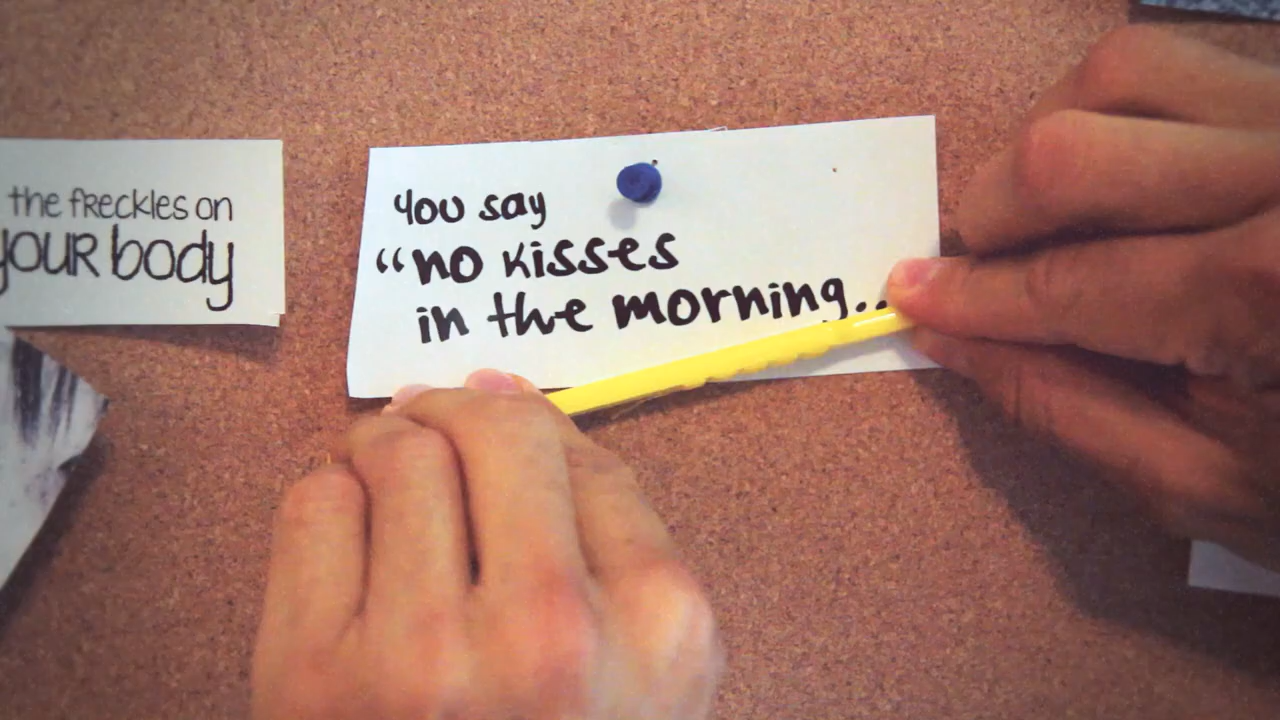 the freckles on
your body
You say
“no kisses
in the morning..